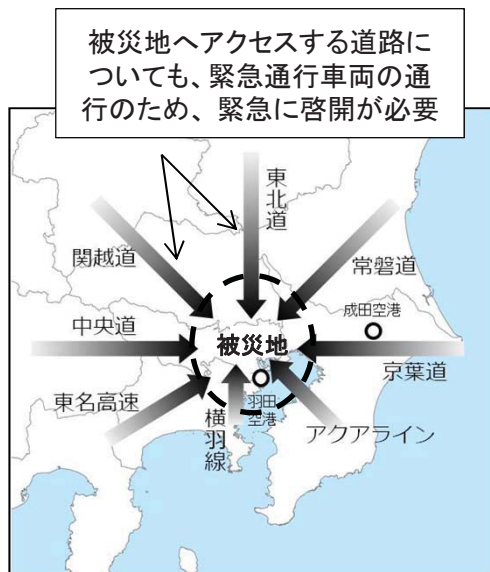 被災地へアクセスする道路に
ついても、緊急通行車両の通
行のため、緊急に啓開が必要
東北道
関越道
常磐道
成田空港
中央道
被災地
京葉道
東名高速
羽田
空港
横羽線
アクアライン